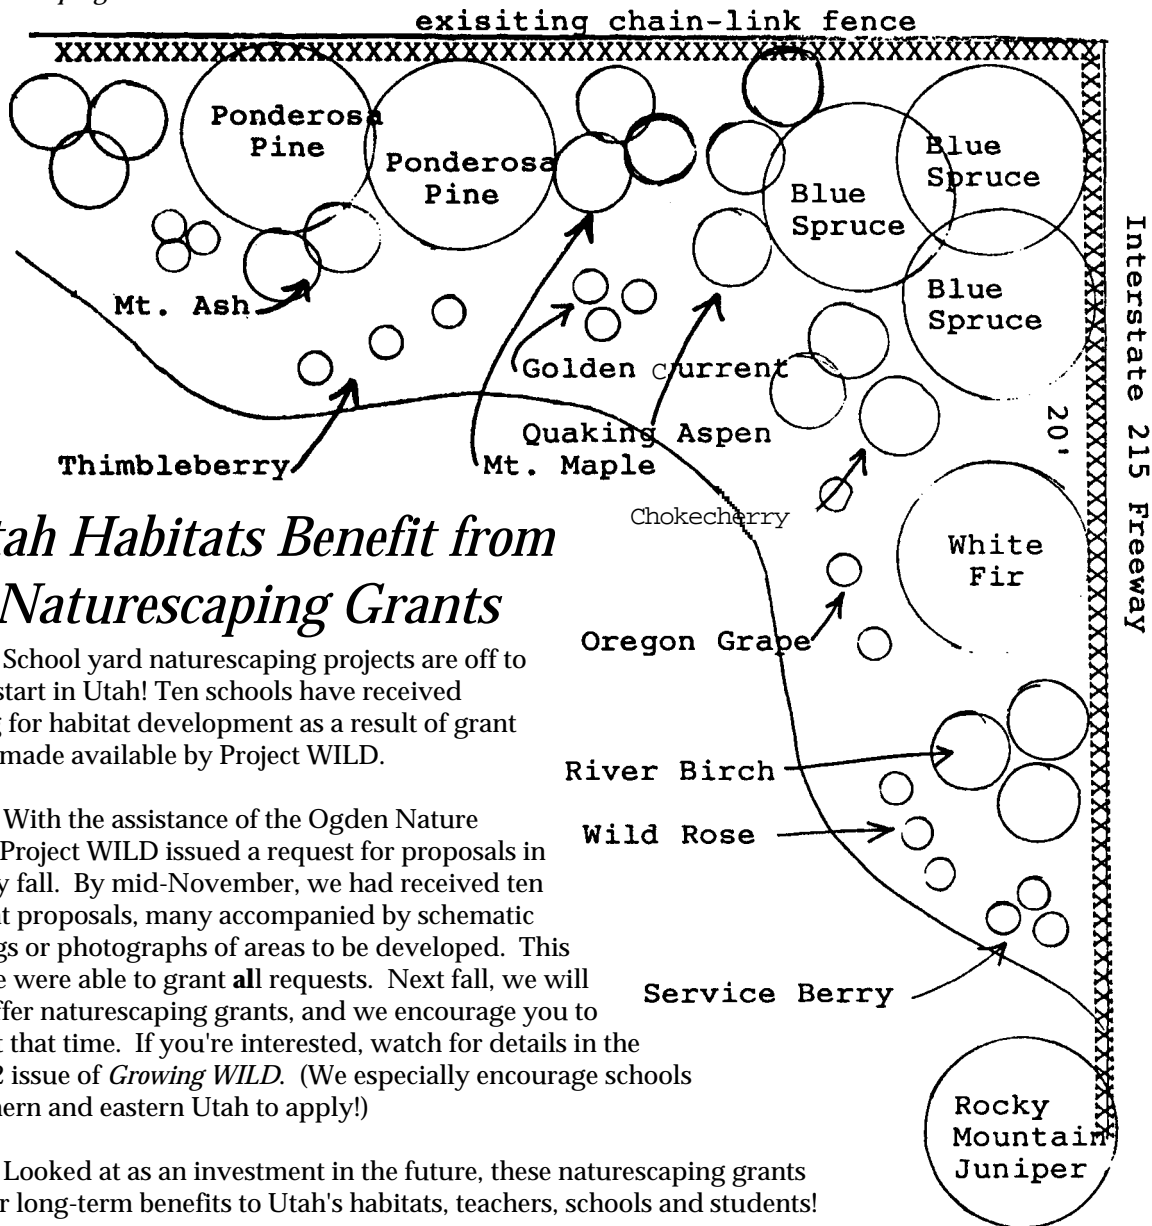 exisiting chain-link fence
Ponderosa
Pine
Ponderosa
Pine
Blue
Spruce
Blue
Spruce
Blue
Spruce
Interstate 215 Freeway
Mt. Ash
Golden current
20'
Quaking Aspen
Thimbleberry
Mt. Maple
Chokecherry
White
Fir
Oregon Grape
River Birch
Wild Rose
Service Berry
Rocky
Mountain
Juniper
tah Habitats Benefit from
Naturescaping Grants
School yard naturescaping projects are off to
start in Utah! Ten schools have received
g for habitat development as a result of grant
made available by Project WILD.
With the assistance of the Ogden Nature
Project WILD issued a request for proposals in
y fall. By mid-November, we had received ten
t proposals, many accompanied by schematic
gs or photographs of areas to be developed. This
e were able to grant all requests. Next fall, we will
ffer naturescaping grants, and we encourage you to
t that time. If you're interested, watch for details in the
2 issue of Growing WILD. (We especially encourage schools
hern and eastern Utah to apply!)
Looked at as an investment in the future, these naturescaping grants
r long-term benefits to Utah's habitats, teachers, schools and students!